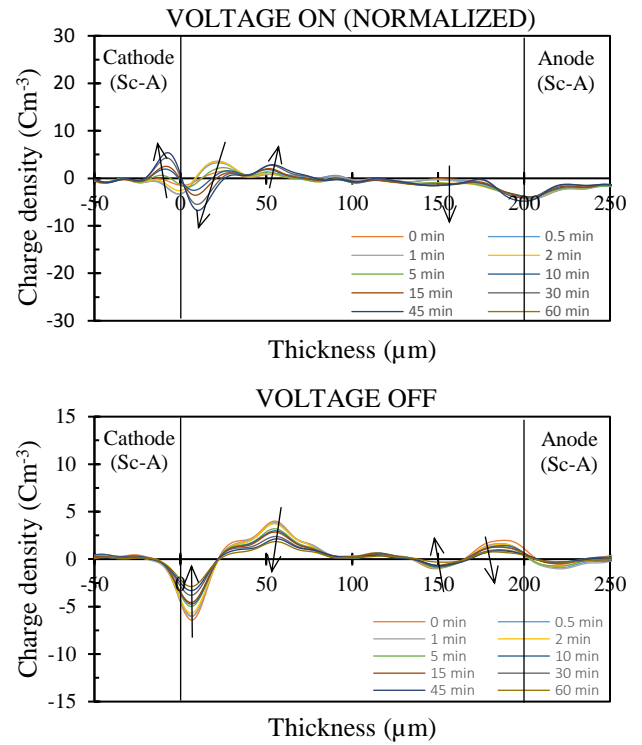 VOLTAGE ON (NORMALIZED)
Charge density (Cm-3)
30
20
10
0
-10
-20
-30
-50 0 50 100 150 200 250
Cathode
(Sc-A)
Anode
(Sc-A)
0 min 0.5 min
1 min 2 min
5 min 10 min
15 min 30 min
45 min 60 min
Thickness (µm)
VOLTAGE OFF
Charge density (Cm-3)
15
10
5
0
-5
-10
-15
-50 0 50 100 150 200 250
Cathode
(Sc-A)
Anode
(Sc-A)
0 min 0.5 min
1 min 2 min
5 min 10 min
15 min 30 min
45 min 60 min
Thickness (µm)